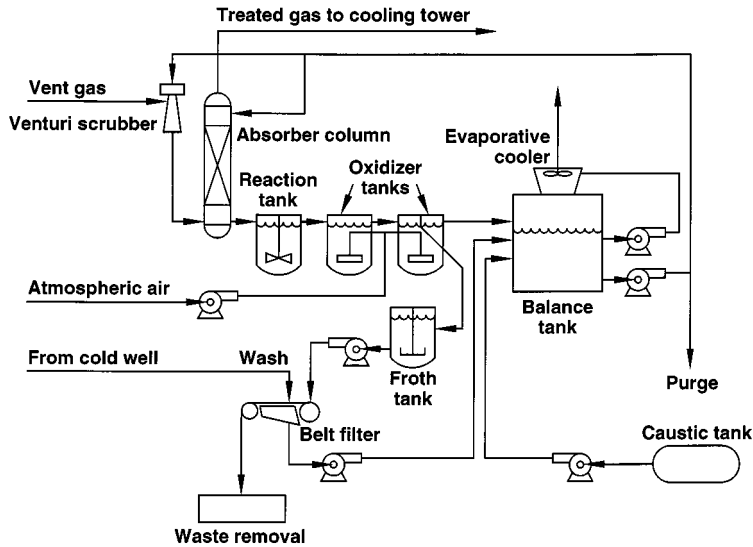 Treated gas to cooling tower
Vent gas
Venturi scrubber
Absorber column
Evaporative
cooler
Oxidizer
tanks
Reaction
tank
Atmospheric air
Balance
tank
From cold well
Wash
Froth
tank
Purge
Belt filter
Caustic tank
Waste removal